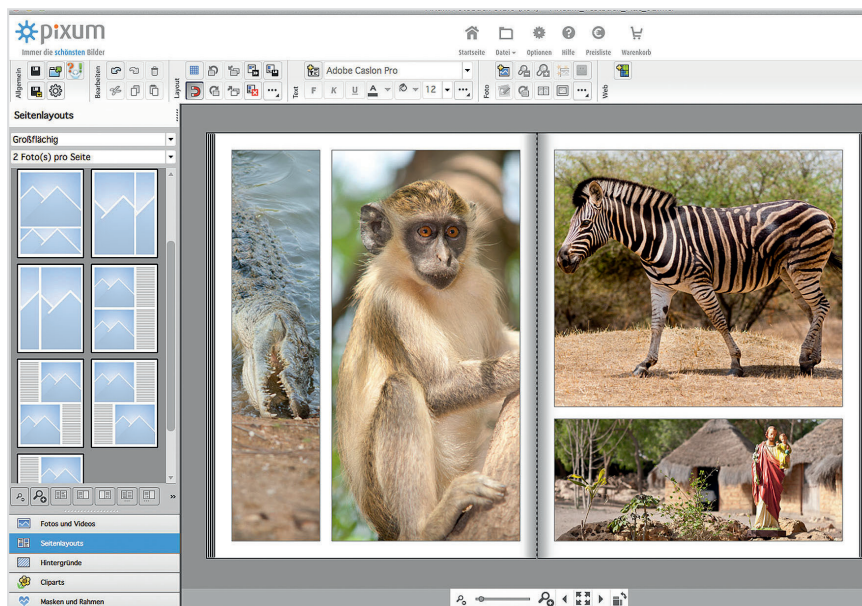 pixum
Immer die schönsten Bilder
Startseite Datei Optionen Hilfe Preisliste Warenkorb
Allgemein
Bearbeiten
Layout
Text
Adobe Caslon Pro
F K U A 12
Foto
Web
Seitenlayouts
Großflächig
2 Foto(s) pro Seite
Fotos und Videos
Seitenlayouts
Hintergründe
Cliparts
Masken und Rahmen